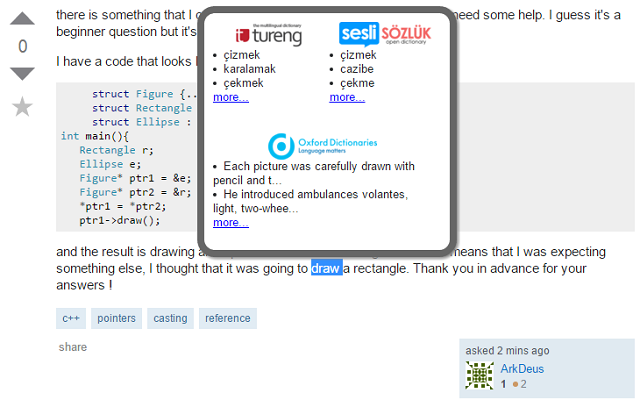 there is something that I
need some help. I guess it's a
0
beginner question but it's
I have a code that looks
struct Figure {..
struct Rectangle
struct Ellipse :
int main(){
Rectangle r;
Ellipse e;
Figure* ptr1 = &e;
Figure* ptr2 = &r;
*ptr1 = *ptr2;
ptr1->draw();
the multilingual dictionary
tureng
çizmek
karalamak
çekmek
more...
sesli SÖZLÜK
open dictionary
çizmek
cazibe
çekme
more...
Oxford Dictionaries
Language matters
Each picture was carefully drawn with
pencil and t...
He introduced ambulances volantes,
light, two-whee...
more...
and the result is drawing
means that I was expecting
something else, I thought that it was going to draw a rectangle. Thank you in advance for your
answers !
c++ pointers casting reference
share
asked 2 mins ago
ArkDeus
1 2